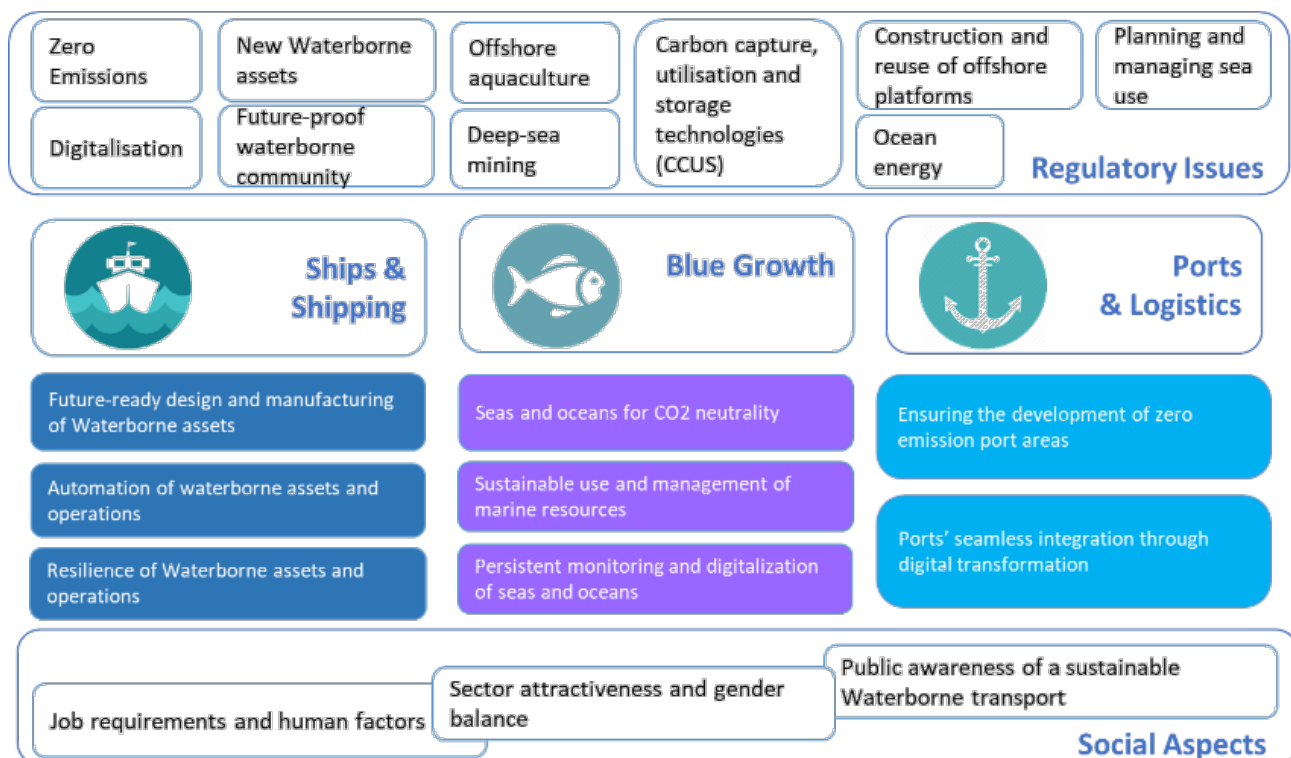 Zero
Emissions
New Waterborne
assets
Offshore
aquaculture
Carbon capture,
utilisation and
storage
technologies
(CCUS)
Construction and
reuse of offshore
platforms
Planning and
managing sea
use
Digitalisation
Future-proof
waterborne
community
Deep-sea
mining
Ocean
energy
Regulatory Issues
Ships &
Shipping
Blue Growth
Ports
& Logistics
Future-ready design and manufacturing
of Waterborne assets
Automation of waterborne assets and
operations
Resilience of Waterborne assets and
operations
Seas and oceans for CO2 neutrality
Sustainable use and management of
marine resources
Persistent monitoring and digitalization
of seas and oceans
Ensuring the development of zero
emission port areas
Ports’ seamless integration through
digital transformation
Job requirements and human factors
Sector attractiveness and gender
balance
Public awareness of a sustainable
Waterborne transport
Social Aspects